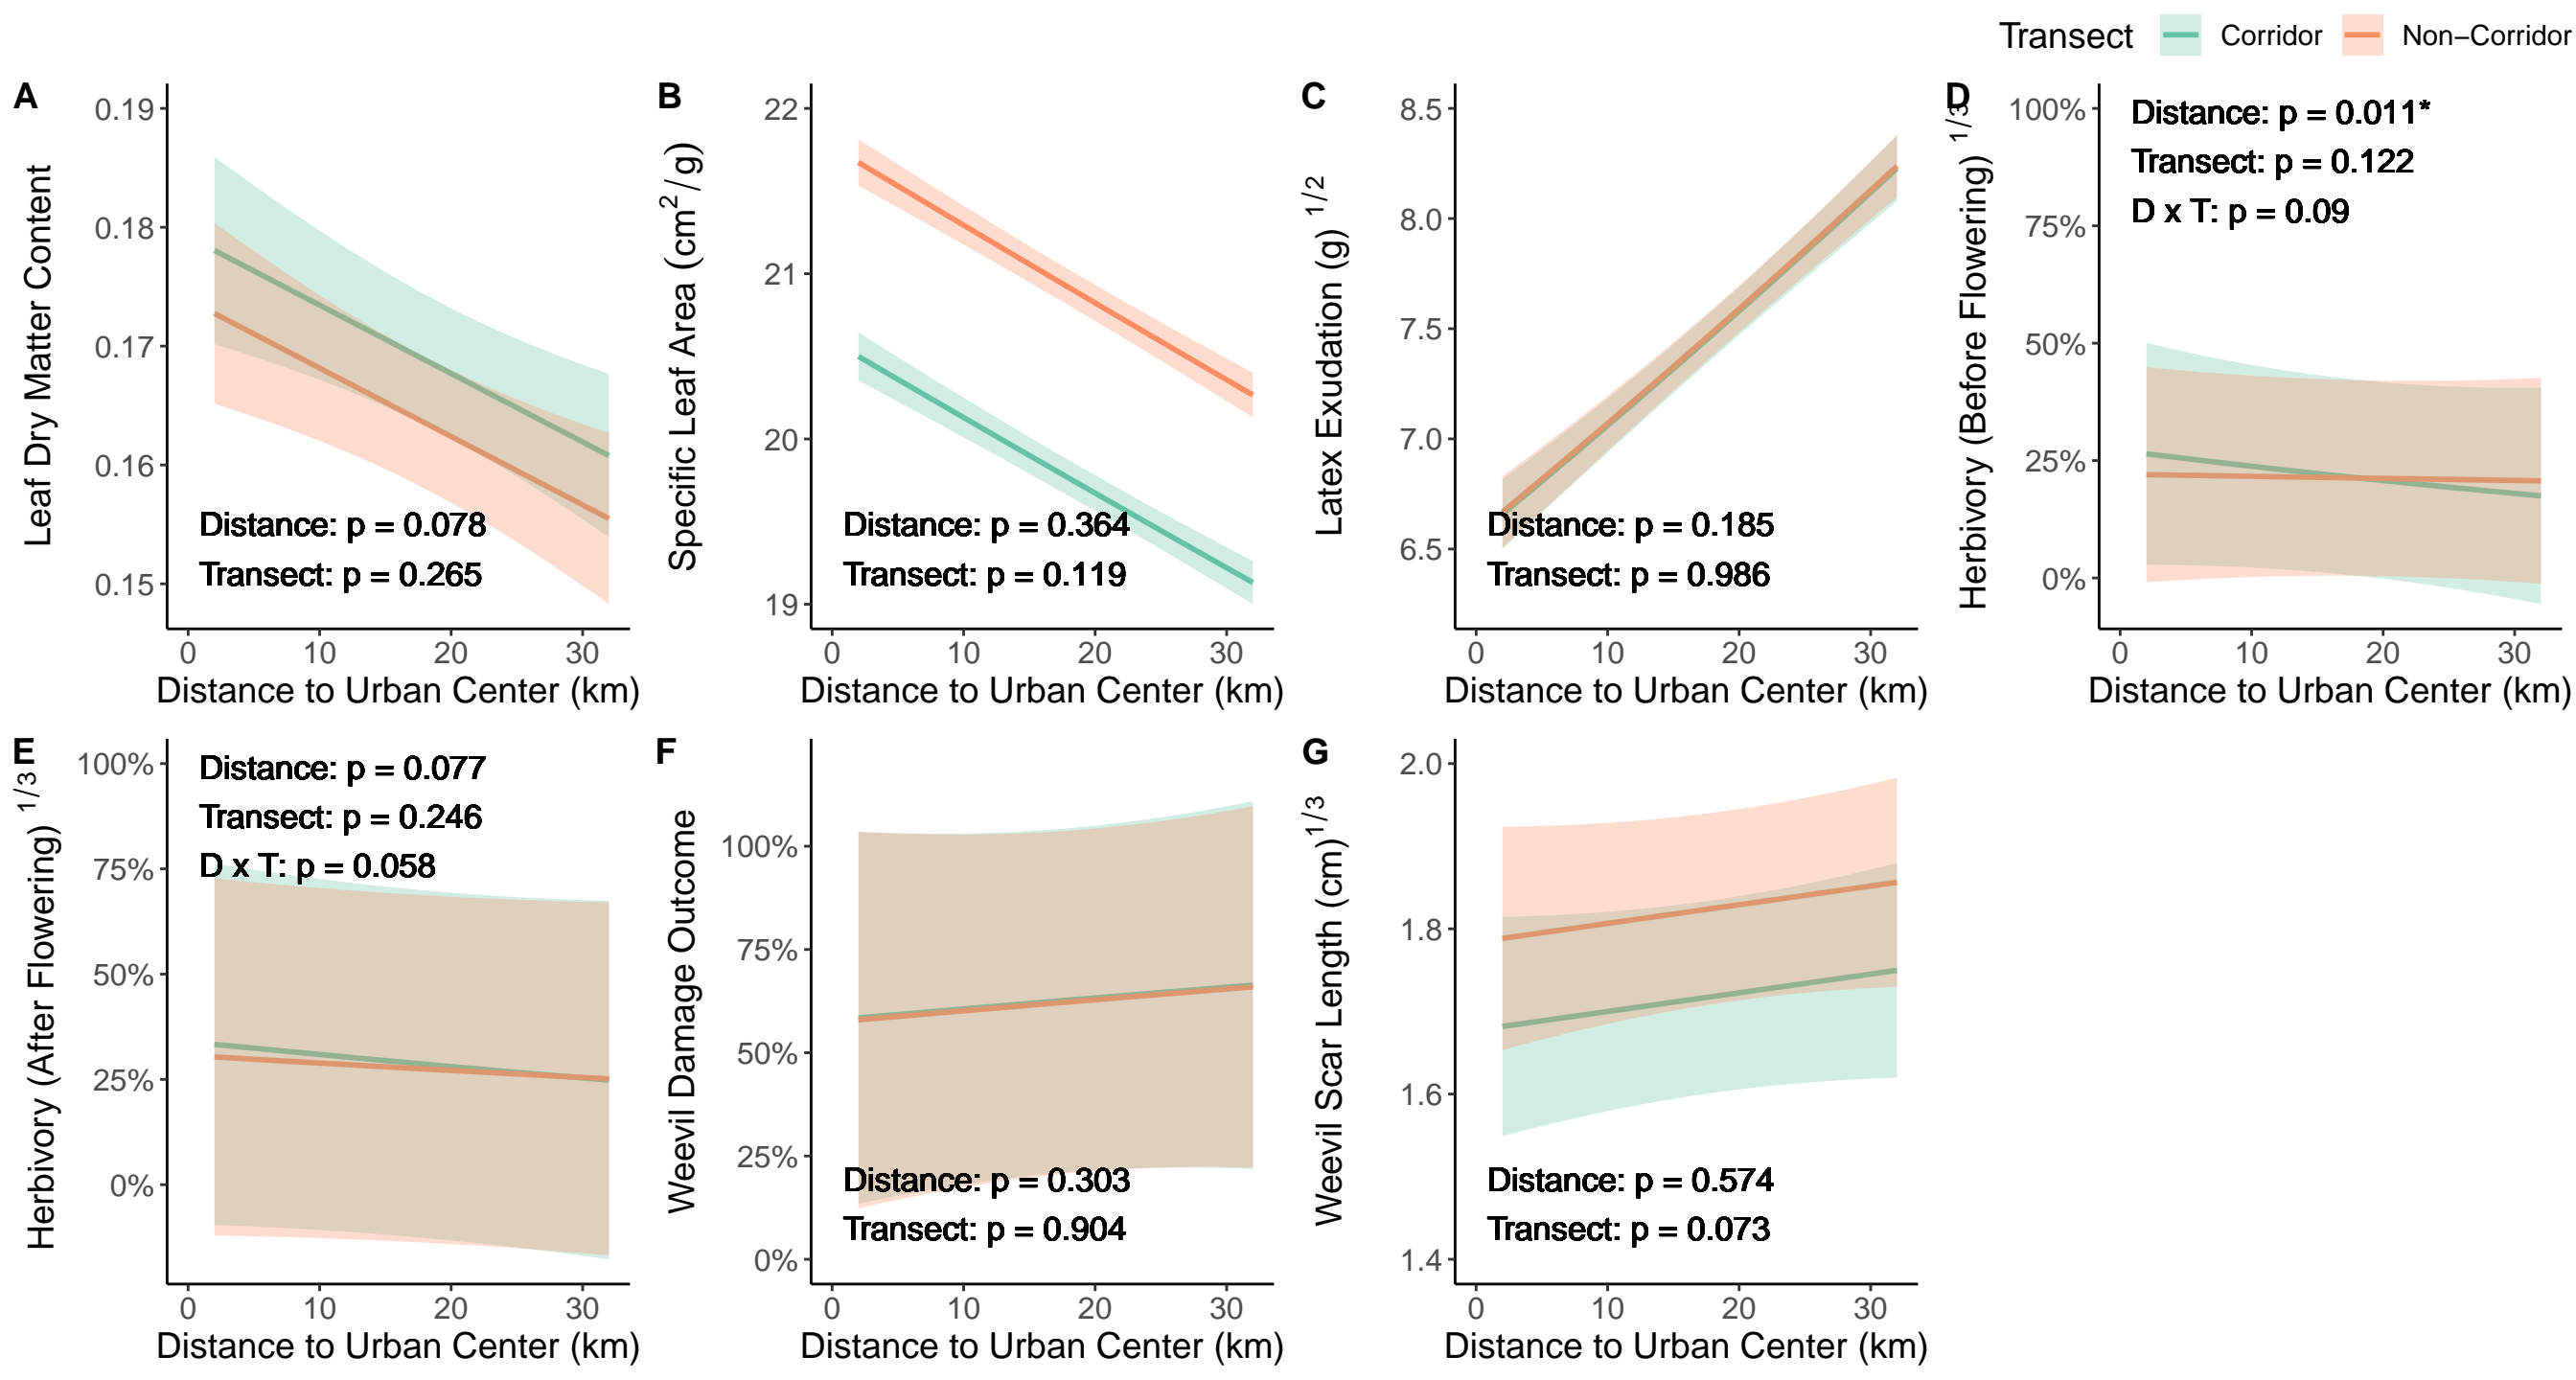 Transect Corridor Non−Corridor
A
Leaf Dry Matter Content
0.19
0.18
0.17
0.16
0.15
Distance: p = 0.078
Transect: p = 0.265
0 10 20 30
Distance to Urban Center (km)
B
Specific Leaf Area (cm²/g)
22
21
20
19
Distance: p = 0.364
Transect: p = 0.119
0 10 20 30
Distance to Urban Center (km)
C
Latex Exudation (g) 1/2
8.5
8.0
7.5
7.0
6.5
Distance: p = 0.185
Transect: p = 0.986
0 10 20 30
Distance to Urban Center (km)
D
Herbivory (Before Flowering) 1/3
100%
75%
50%
25%
0%
Distance: p = 0.011*
Transect: p = 0.122
D x T: p = 0.09
0 10 20 30
Distance to Urban Center (km)
E
Herbivory (After Flowering) 1/3
100%
75%
50%
25%
0%
Distance: p = 0.077
Transect: p = 0.246
D x T: p = 0.058
0 10 20 30
Distance to Urban Center (km)
F
Weevil Damage Outcome
100%
75%
50%
25%
0%
Distance: p = 0.303
Transect: p = 0.904
0 10 20 30
Distance to Urban Center (km)
G
Weevil Scar Length (cm)1/3
2.0
1.8
1.6
1.4
Distance: p = 0.574
Transect: p = 0.073
0 10 20 30
Distance to Urban Center (km)